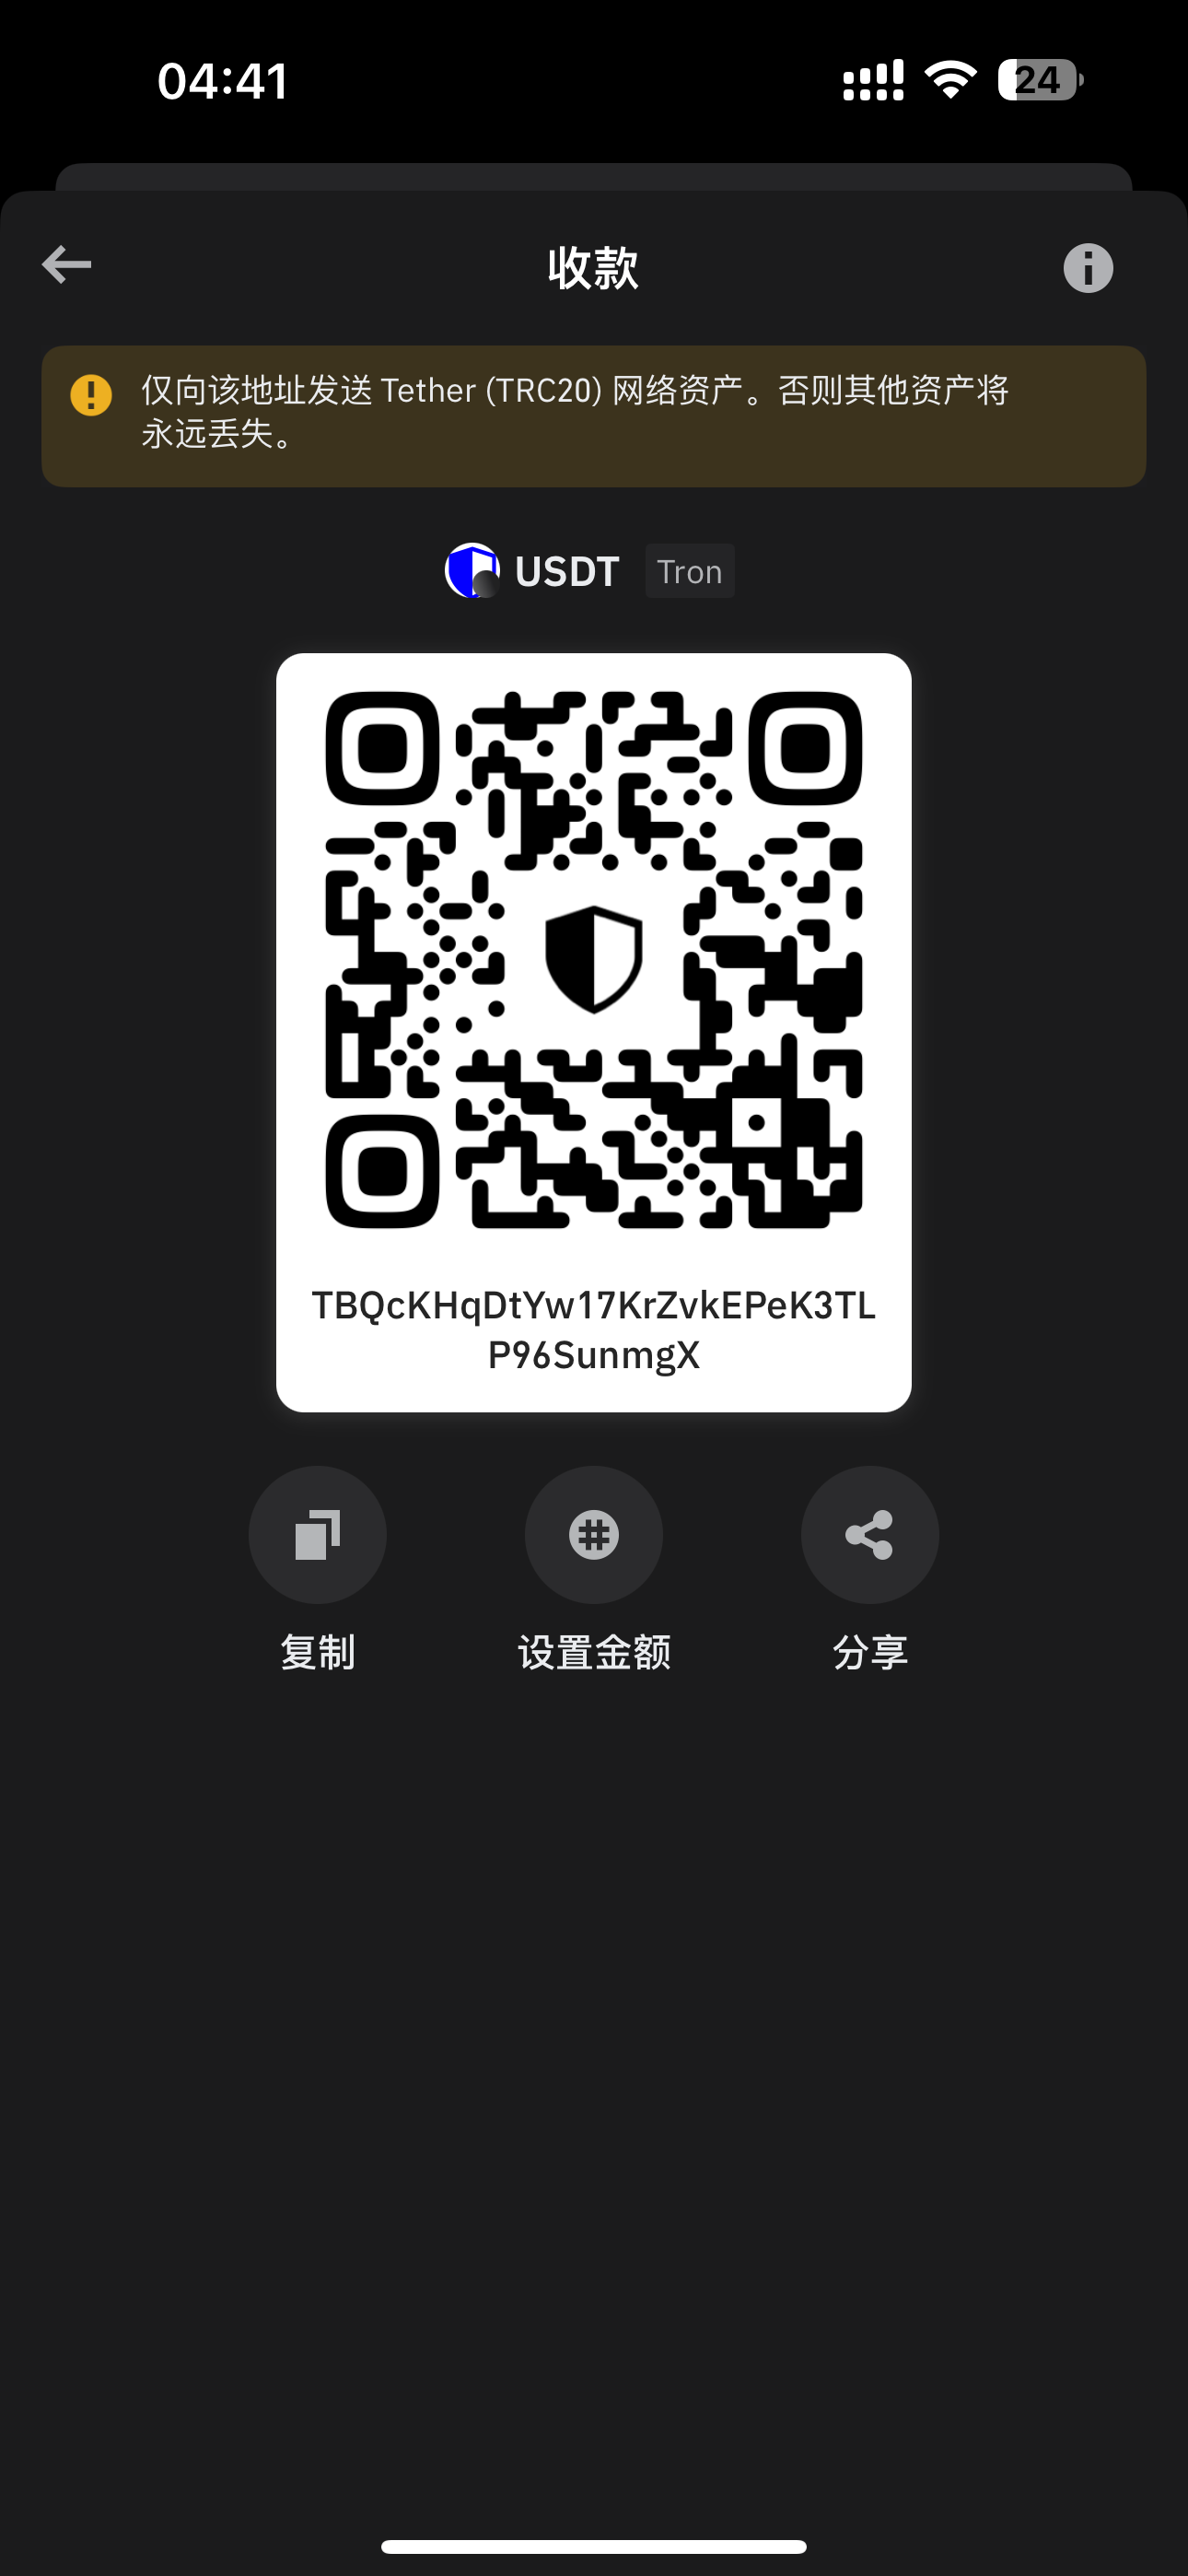 04:41
24
收款
仅向该地址发送 Tether (TRC20) 网络资产。否则其他资产将
永远丢失。
USDT Tron
TBQcKHqDtYw17KrZvkEPeK3TL
P96SunmgX
复制 设置金额 分享